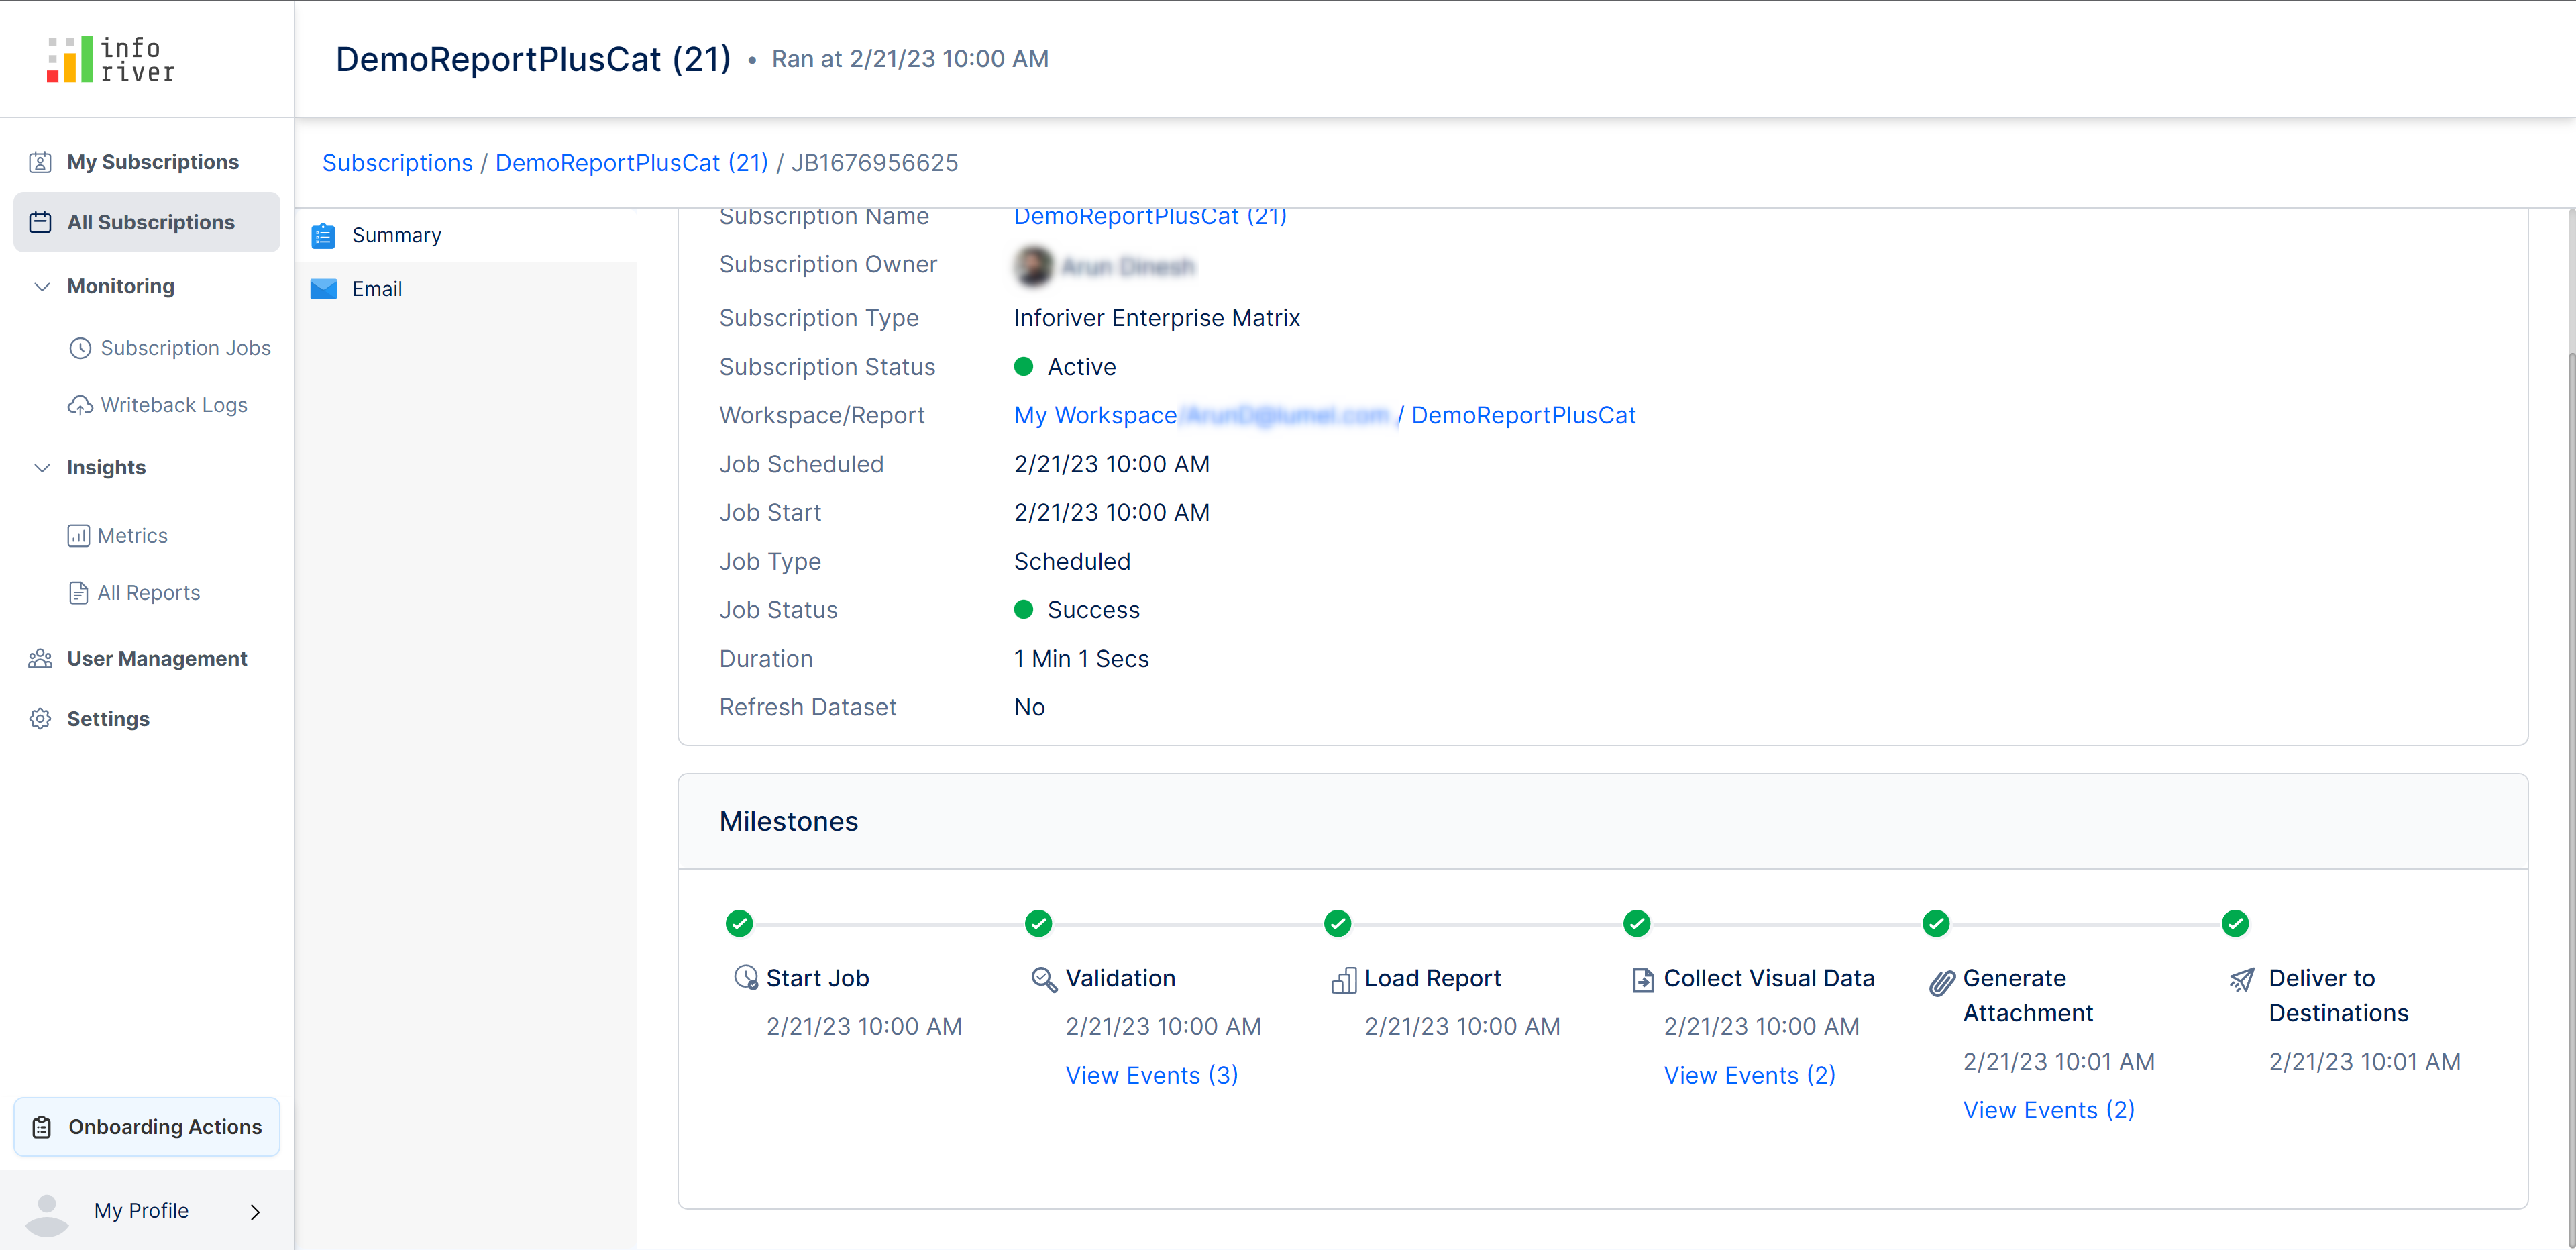 info
river
DemoReportPlusCat (21) • Ran at 2/21/23 10:00 AM
My Subscriptions
All Subscriptions
Monitoring
Subscription Jobs
Writeback Logs
Insights
Metrics
All Reports
User Management
Settings
Onboarding Actions
My Profile
Subscriptions / DemoReportPlusCat (21) / JB1676956625
Summary
Email
Subscription Name DemoReportPlusCat (21)
Subscription Owner
Subscription Type Inforiver Enterprise Matrix
Subscription Status Active
Workspace/Report My Workspace / DemoReportPlusCat
Job Scheduled 2/21/23 10:00 AM
Job Start 2/21/23 10:00 AM
Job Type Scheduled
Job Status Success
Duration 1 Min 1 Secs
Refresh Dataset No
Milestones
Start Job
2/21/23 10:00 AM
Validation
2/21/23 10:00 AM
View Events (3)
Load Report
2/21/23 10:00 AM
Collect Visual Data
2/21/23 10:00 AM
View Events (2)
Generate
Attachment
2/21/23 10:01 AM
View Events (2)
Deliver to
Destinations
2/21/23 10:01 AM